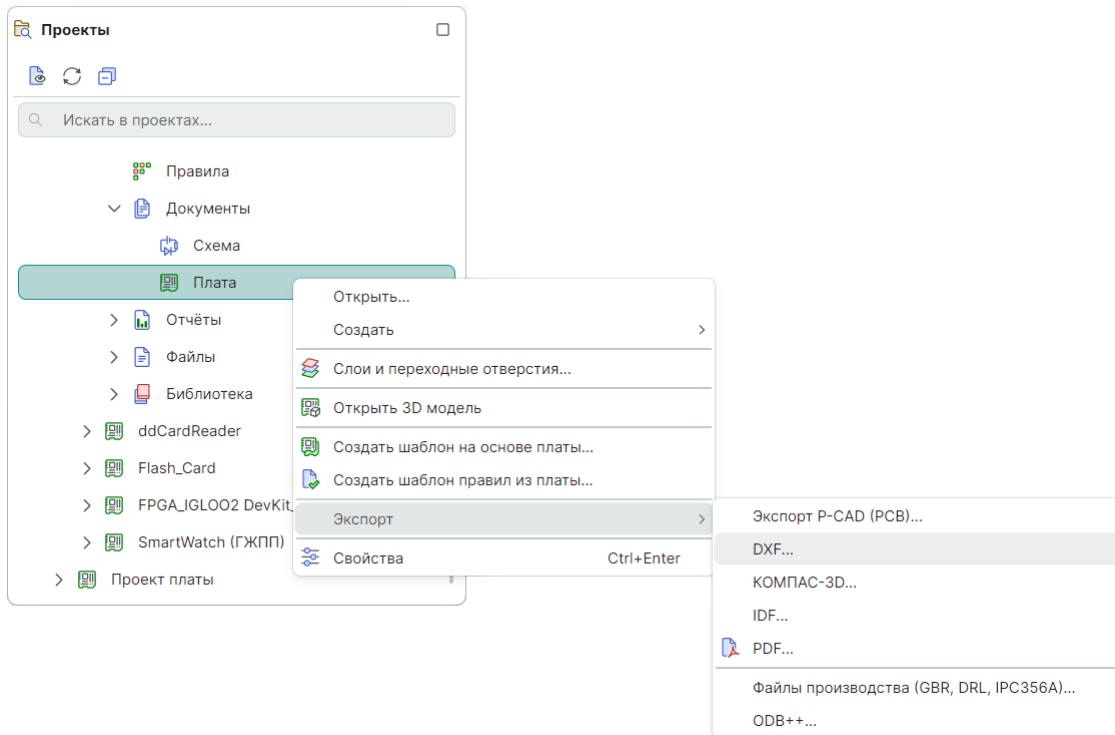 Проекты
Искать в проектах...
Правила
Документы
Схема
Плата
Отчёты
Файлы
Библиотека
ddCardReader
Flash_Card
FPGA_IGLOO2 DevKit_
SmartWatch (ГЖПП)
Проект платы
Открыть...
Создать
Слои и переходные отверстия...
Открыть 3D модель
Создать шаблон на основе платы...
Создать шаблон правил из платы...
Экспорт
Свойства Ctrl+Enter
Экспорт P-CAD (PCB)...
DXF...
КОМПАС-3D...
IDF...
PDF...
Файлы производства (GBR, DRL, IPC356A)...
ODB++...